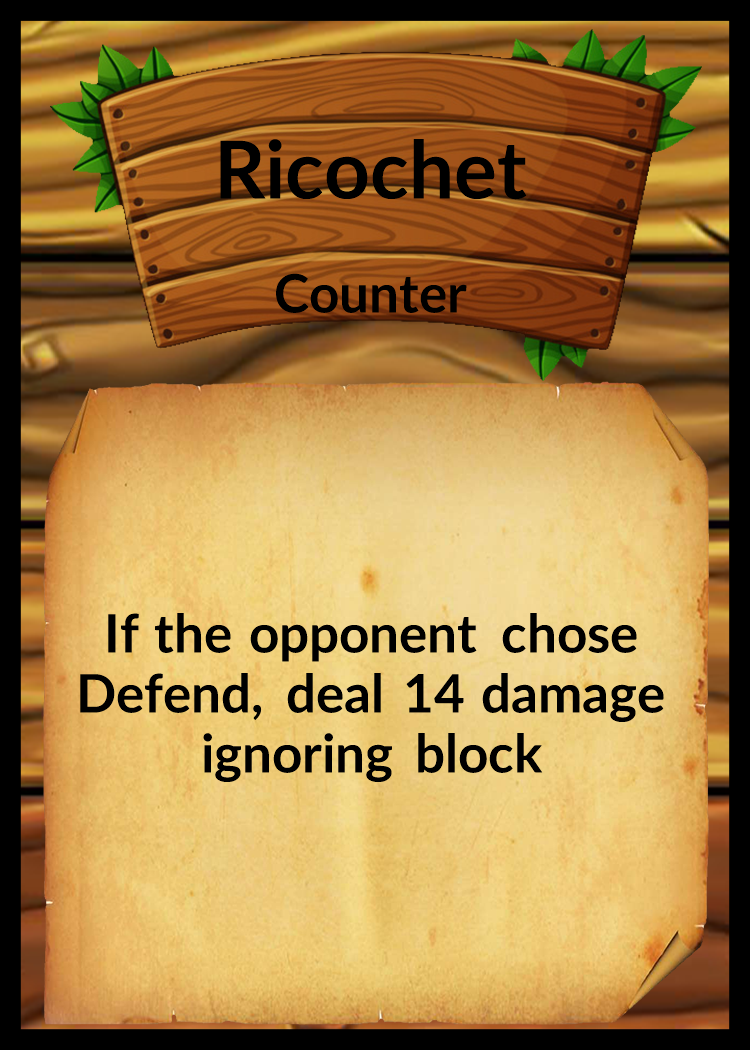 Ricochet
Counter
If the opponent chose
Defend, deal 14 damage
ignoring block